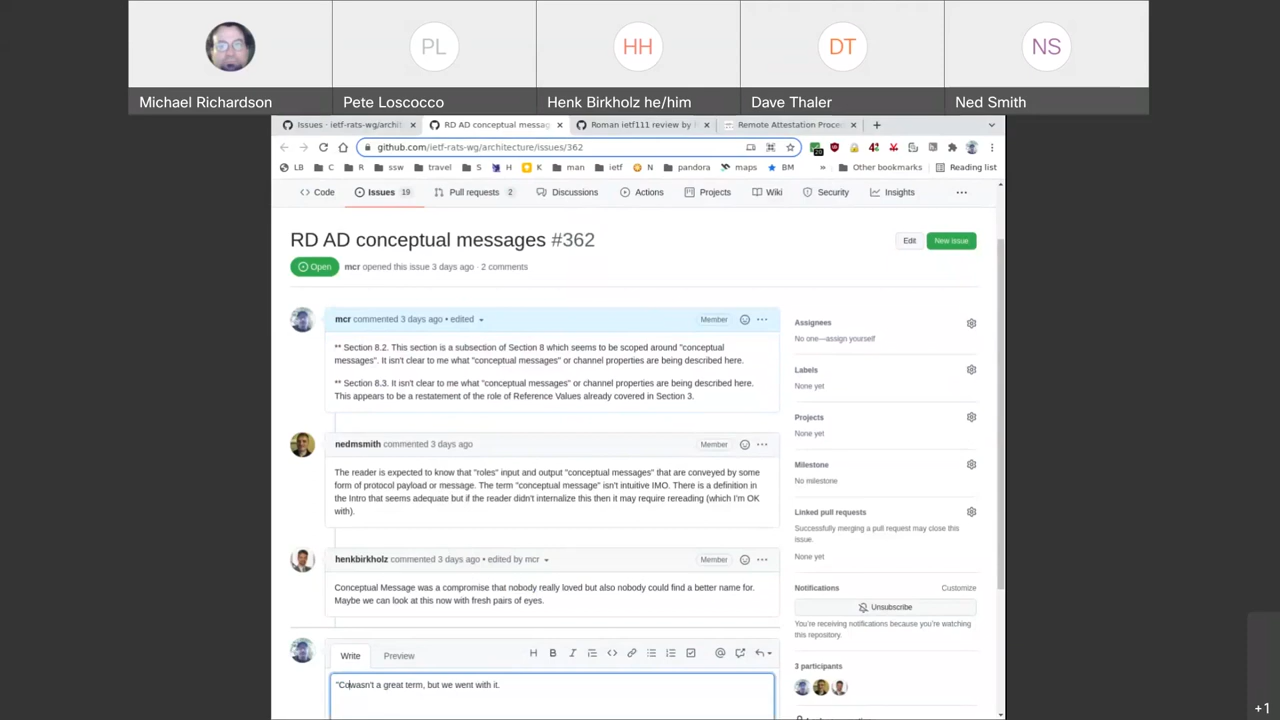 PL
HH
DT
NS
Michael Richardson
Pete Loscocco
Henk Birkholz he/him
Dave Thaler
Ned Smith
Issues · ietf-rats-wg/archite
RD AD conceptual messag
Roman ietf111 review by
Remote Attestation Proce
github.com/ietf-rats-wg/architecture/issues/362
LB
C
R
ssw
travel
S
H
K
man
ietf
N
pandora
maps
BM
Other bookmarks
Reading list
Code
Issues 19
Pull requests 2
Discussions
Actions
Projects
Wiki
Security
Insights
RD AD conceptual messages #362
Edit
New issue
Open
mcr opened this issue 3 days ago · 2 comments
mcr commented 3 days ago • edited
Member
** Section 8.2. This section is a subsection of Section 8 which seems to be scoped around "conceptual
messages". It isn't clear to me what "conceptual messages" or channel properties are being described here.
** Section 8.3. It isn't clear to me what "conceptual messages" or channel properties are being described here.
This appears to be a restatement of the role of Reference Values already covered in Section 3.
nedmsmith commented 3 days ago
Member
The reader is expected to know that "roles" input and output "conceptual messages" that are conveyed by some
form of protocol payload or message. The term "conceptual message" isn't intuitive IMO. There is a definition in
the Intro that seems adequate but if the reader didn't internalize this then it may require rereading (which I'm OK
with).
henkbirkholz commented 3 days ago • edited by mcr
Member
Conceptual Message was a compromise that nobody really loved but also nobody could find a better name for.
Maybe we can look at this now with fresh pairs of eyes.
Write
Preview
"Cowasn't a great term, but we went with it.
Assignees
No one—assign yourself
Labels
None yet
Projects
None yet
Milestone
No milestone
Linked pull requests
Successfully merging a pull request may close this
issue.
None yet
Notifications
Customize
Unsubscribe
You're receiving notifications because you're watching
this repository.
3 participants
+1